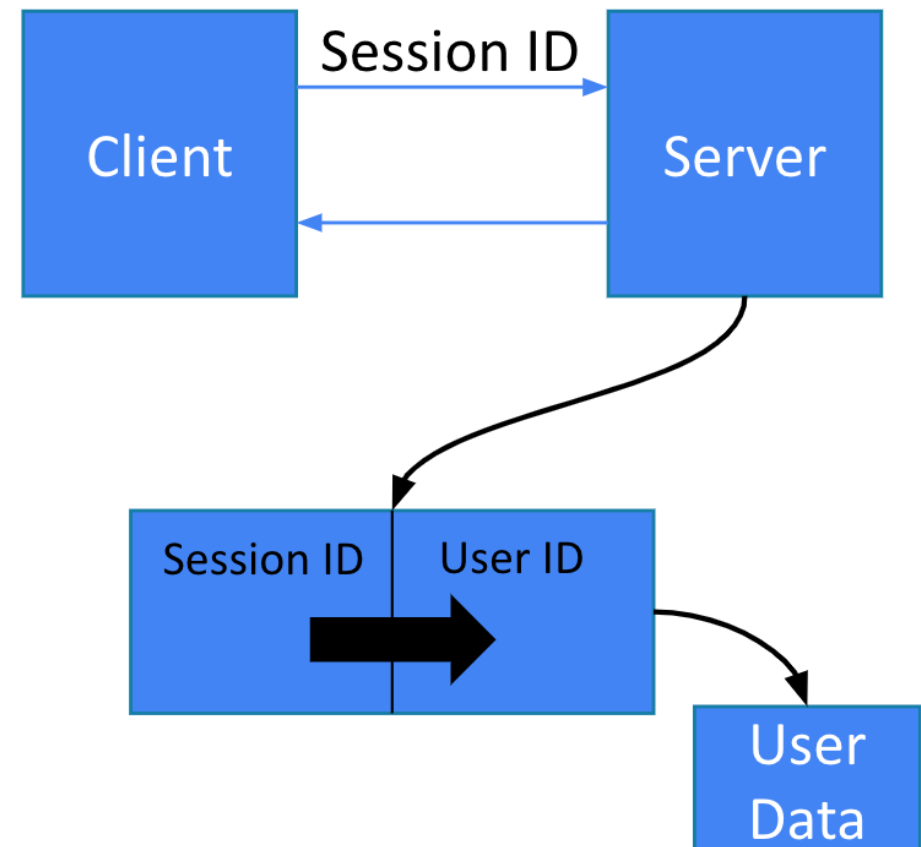 Session ID
Client
Server
Session ID
User ID
User
Data